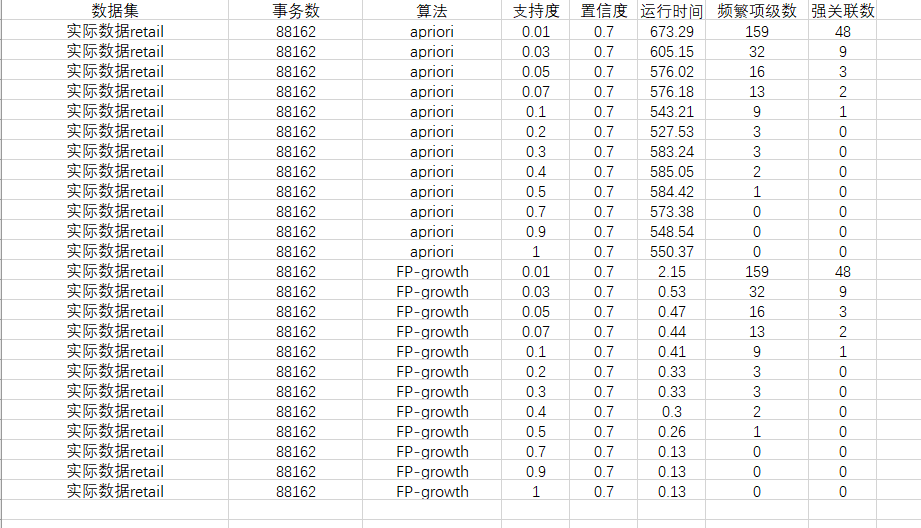 数据集 事务数 算法 支持度 置信度 运行时间 频繁项级数 强关联数
实际数据retail 88162 apriori 0.01 0.7 673.29 159 48
实际数据retail 88162 apriori 0.03 0.7 605.15 32 9
实际数据retail 88162 apriori 0.05 0.7 576.02 16 3
实际数据retail 88162 apriori 0.07 0.7 576.18 13 2
实际数据retail 88162 apriori 0.1 0.7 543.21 9 1
实际数据retail 88162 apriori 0.2 0.7 527.53 3 0
实际数据retail 88162 apriori 0.3 0.7 583.24 3 0
实际数据retail 88162 apriori 0.4 0.7 585.05 2 0
实际数据retail 88162 apriori 0.5 0.7 584.42 1 0
实际数据retail 88162 apriori 0.7 0.7 573.38 0 0
实际数据retail 88162 apriori 0.9 0.7 548.54 0 0
实际数据retail 88162 apriori 1 0.7 550.37 0 0
实际数据retail 88162 FP-growth 0.01 0.7 2.15 159 48
实际数据retail 88162 FP-growth 0.03 0.7 0.53 32 9
实际数据retail 88162 FP-growth 0.05 0.7 0.47 16 3
实际数据retail 88162 FP-growth 0.07 0.7 0.44 13 2
实际数据retail 88162 FP-growth 0.1 0.7 0.41 9 1
实际数据retail 88162 FP-growth 0.2 0.7 0.33 3 0
实际数据retail 88162 FP-growth 0.3 0.7 0.33 3 0
实际数据retail 88162 FP-growth 0.4 0.7 0.3 2 0
实际数据retail 88162 FP-growth 0.5 0.7 0.26 1 0
实际数据retail 88162 FP-growth 0.7 0.7 0.13 0 0
实际数据retail 88162 FP-growth 0.9 0.7 0.13 0 0
实际数据retail 88162 FP-growth 1 0.7 0.13 0 0